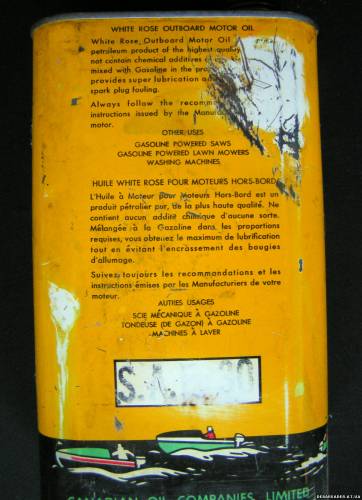 WHITE ROSE OUTBOARD MOTOR OIL
White Rose Outboard Motor Oil
petroleum product of the highest quality
not contain chemical additives
mixed with Gasoline in the
provides super lubrication
spark plug fouling.
Always follow the
instructions issued by the
motor.
OTHER USES
GASOLINE POWERED SAWS
GASOLINE POWERED LAWN MOWERS
WASHING MACHINES
HUILE WHITE ROSE POUR MOTEURS HORS-BORD
L'Huile à Moteur pour Moteurs Hors-Bord est un
produit pétrolier pur, de la plus haute qualité. Ne
contient aucun additif chimique d'aucune sorte.
Mélangée à la Gazoline dans les proportions
requises, vous obtenez le maximum de lubrification
tout en évitant l'encrassement des bougies
d'allumage.
Suivez toujours les recommandations et les
instructions émises par les Manufacturiers de votre
moteur.
AUTRES USAGES
SCIE MÉCANIQUE À GAZOLINE
TONDEUSE (DE GAZON) À GAZOLINE
MACHINES À LAVER
CANADIAN OIL COMPANIES LIMITED